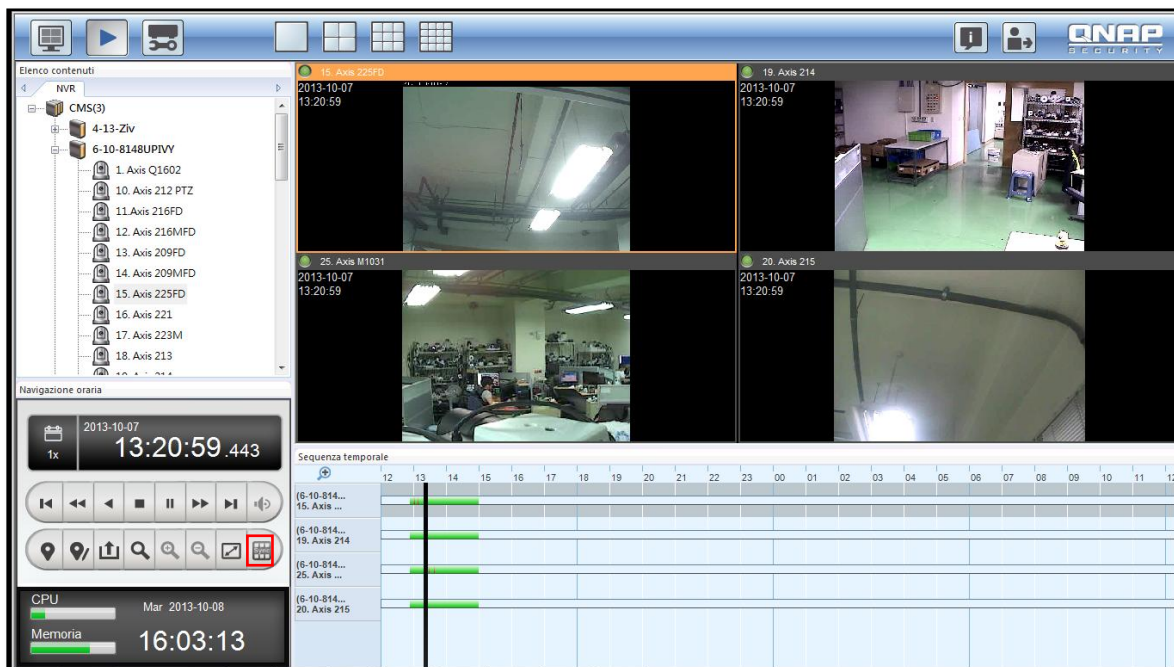 QNAP
SECURITY
Elenco contenuti
NVR
CMS(3)
4-13-Ziv
6-10-8148UPIVY
1. Axis Q1602
10. Axis 212 PTZ
11.Axis 216FD
12. Axis 216MFD
13. Axis 209FD
14. Axis 209MFD
15. Axis 225FD
16. Axis 221
17. Axis 223M
18. Axis 213
15. Axis 225FD
2013-10-07
13:20:59
19. Axis 214
2013-10-07
13:20:59
25. Axis M1031
2013-10-07
13:20:59
20. Axis 215
2013-10-07
13:20:59
Navigazione oraria
2013-10-07
1x
13:20:59.443
Sync
CPU
Mar 2013-10-08
Memoria
16:03:13
Sequenza temporale
12 13 14 15 16 17 18 19 20 21 22 23 00 01 02 03 04 05 06 07 08 09 10 11 12
(6-10-814...
15. Axis ...
(6-10-814...
19. Axis 214
(6-10-814...
25. Axis ...
(6-10-814...
20. Axis 215